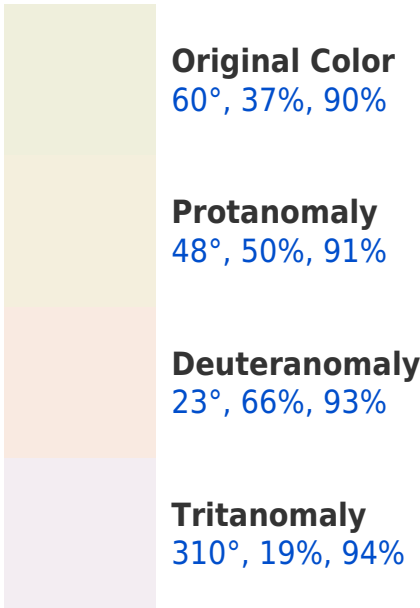 Original Color
60°, 37%, 90%
Protanomaly
48°, 50%, 91%
Deuteranomaly
23°, 66%, 93%
Tritanomaly
310°, 19%, 94%